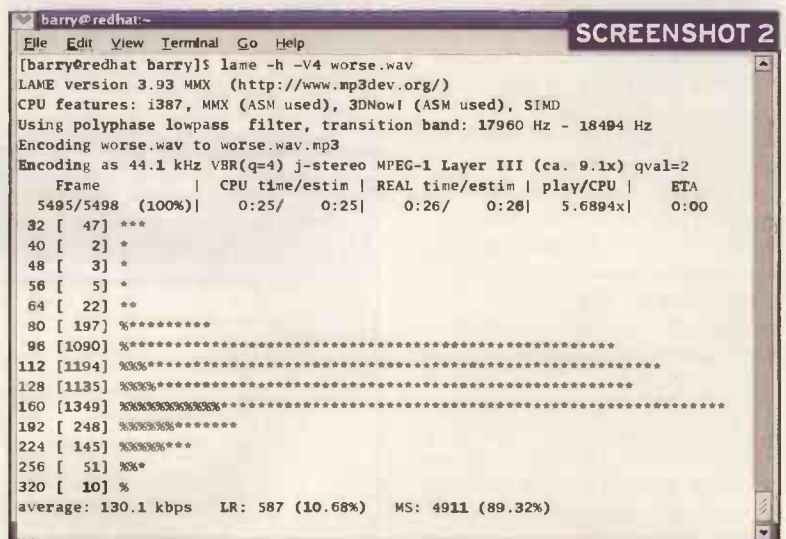 barry@redhat:~
SCREENSHOT 2
File Edit View Terminal Go Help
[barry@redhat barry]$ lame -h -V4 worse.wav
LAME version 3.93 MMX (http://www.mp3dev.org/)
CPU features: i387, MMX (ASM used), 3DNow! (ASM used), SIMD
Using polyphase lowpass filter, transition band: 17960 Hz - 18494 Hz
Encoding worse.wav to worse.wav.mp3
Encoding as 44.1 kHz VBR(q=4) j-stereo MPEG-1 Layer III (ca. 9.1x) qval=2
Frame | CPU time/estim | REAL time/estim | play/CPU | ETA
5495/5498 (100%)| 0:25/ 0:25| 0:26/ 0:26| 5.6894x| 0:00
32 [ 47] ***
40 [ 2] *
48 [ 3] *
56 [ 5] *
64 [ 22] **
80 [ 197] %*********
96 [1090] %*****************************************************
112 [1194] %%%********************************************************
128 [1135] %%%%****************************************************
160 [1349] %%%%%%%%%%%*******************************************************
192 [ 248] %%%%%%*******
224 [ 145] %%%%%***
256 [ 51] %%*
320 [ 10] %
average: 130.1 kbps LR: 587 (10.68%) MS: 4911 (89.32%)